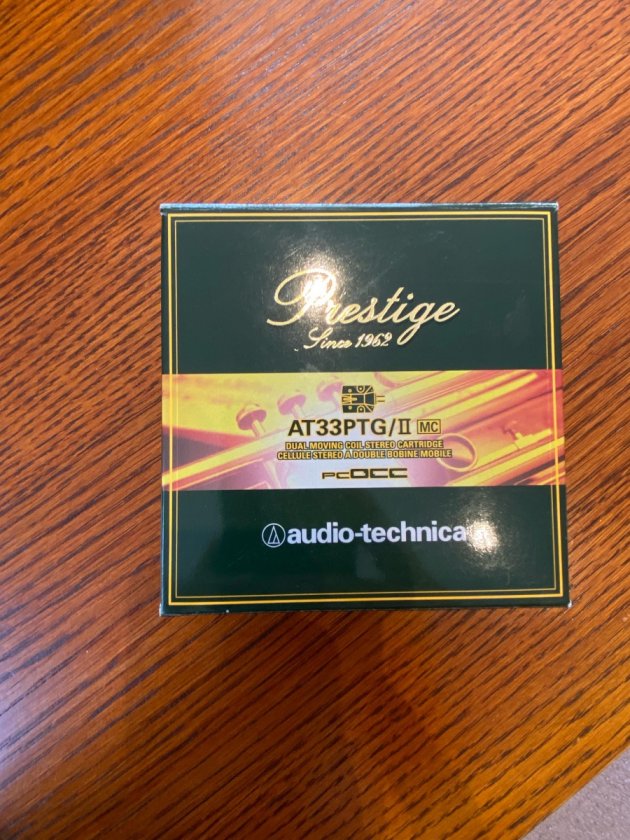 Prestige
Since 1962
AT33PTG/II MC
DUAL MOVING COIL STEREO CARTRIDGE
CELLULE STEREO A DOUBLE BOBINE MOBILE
PCOCC
audio-technica